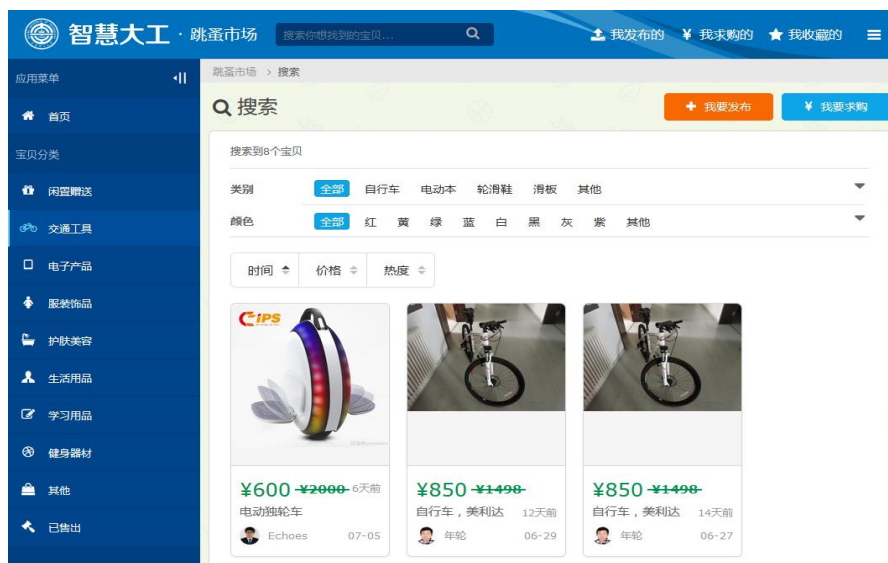 智慧大工 · 跳蚤市场
搜索你想找到的宝贝...
我发布的 ¥ 我求购的 我收藏的
应用菜单
首页
宝贝分类
闲置赠送
交通工具
电子产品
服装饰品
护肤美容
生活用品
学习用品
健身器材
其他
已售出
跳蚤市场 > 搜索
搜索
+ 我要发布 ¥ 我要求购
搜索到8个宝贝
类别 全部 自行车 电动本 轮滑鞋 滑板 其他
颜色 全部 红 黄 绿 蓝 白 黑 灰 紫 其他
时间 价格 热度
iPS
¥600 ¥2000 6天前
电动独轮车
Echoes 07-05
¥850 ¥1498
自行车，美利达 12天前
年轮 06-29
¥850 ¥1498
自行车，美利达 14天前
年轮 06-27